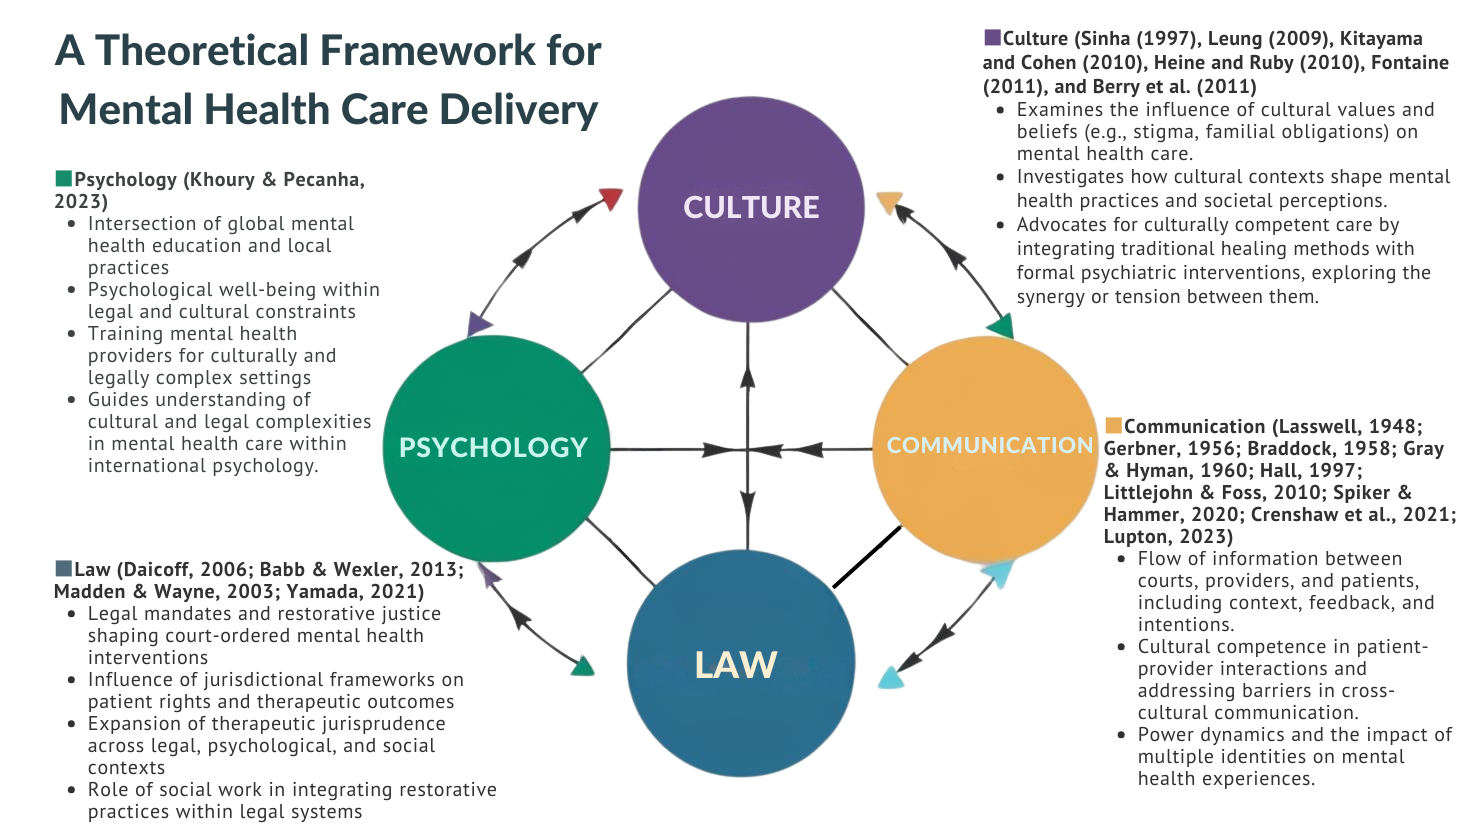 A Theoretical Framework for
Mental Health Care Delivery
Psychology (Khoury & Pecanha,
2023)
• Intersection of global mental
health education and local
practices
• Psychological well-being within
legal and cultural constraints
• Training mental health
providers for culturally and
legally complex settings
• Guides understanding of
cultural and legal complexities
in mental health care within
international psychology.
Law (Daicoff, 2006; Babb & Wexler, 2013;
Madden & Wayne, 2003; Yamada, 2021)
• Legal mandates and restorative justice
shaping court-ordered mental health
interventions
• Influence of jurisdictional frameworks on
patient rights and therapeutic outcomes
• Expansion of therapeutic jurisprudence
across legal, psychological, and social
contexts
• Role of social work in integrating restorative
practices within legal systems
CULTURE
PSYCHOLOGY
COMMUNICATION
LAW
Culture (Sinha (1997), Leung (2009), Kitayama
and Cohen (2010), Heine and Ruby (2010), Fontaine
(2011), and Berry et al. (2011)
• Examines the influence of cultural values and
beliefs (e.g., stigma, familial obligations) on
mental health care.
• Investigates how cultural contexts shape mental
health practices and societal perceptions.
• Advocates for culturally competent care by
integrating traditional healing methods with
formal psychiatric interventions, exploring the
synergy or tension between them.
Communication (Lasswell, 1948;
Gerbner, 1956; Braddock, 1958; Gray
& Hyman, 1960; Hall, 1997;
Littlejohn & Foss, 2010; Spiker &
Hammer, 2020; Crenshaw et al., 2021;
Lupton, 2023)
• Flow of information between
courts, providers, and patients,
including context, feedback, and
intentions.
• Cultural competence in patient-
provider interactions and
addressing barriers in cross-
cultural communication.
• Power dynamics and the impact of
multiple identities on mental
health experiences.